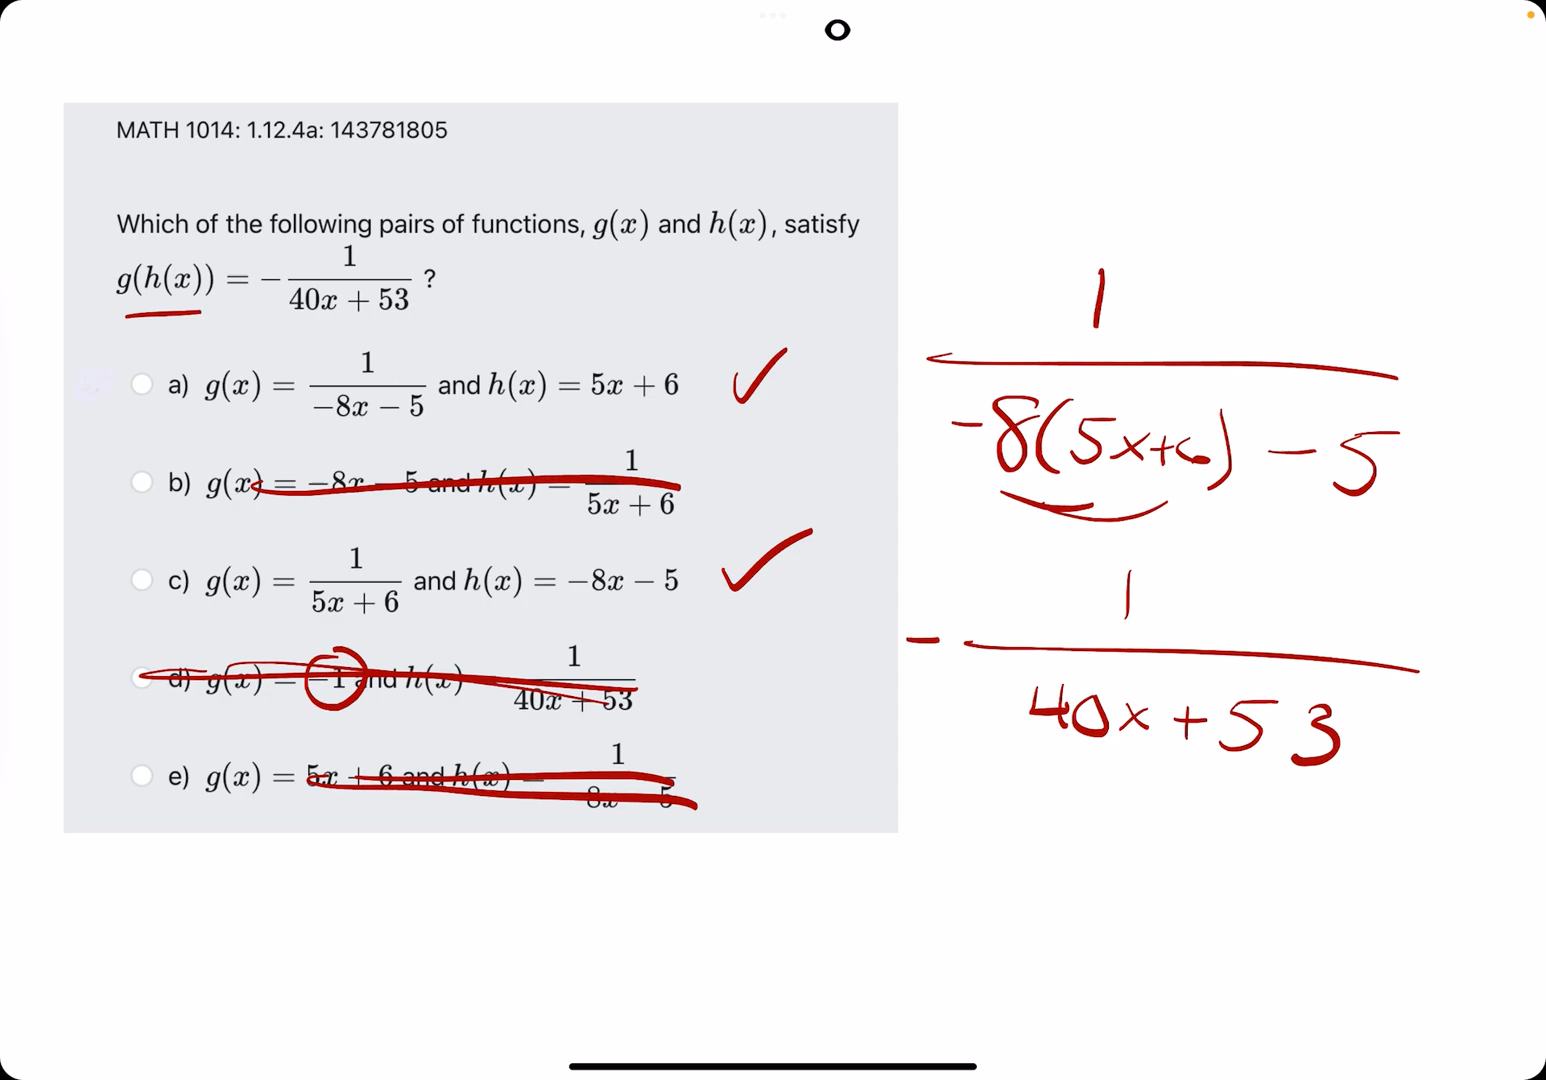 MATH 1014: 1.12.4a: 143781805
Which of the following pairs of functions, g(x) and h(x), satisfy
g(h(x)) = − 1/(40x + 53) ?
a) g(x) = 1/(−8x − 5) and h(x) = 5x + 6 ✓
b) g(x) = −8x − 5 and h(x) = 1/(5x + 6)
c) g(x) = 1/(5x + 6) and h(x) = −8x − 5 ✓
d) g(x) = −1 and h(x) = 1/(40x + 53)
e) g(x) = 5x + 6 and h(x) = 1/(−8x − 5)
1
-8(5x+6) - 5
- 1
40x + 53